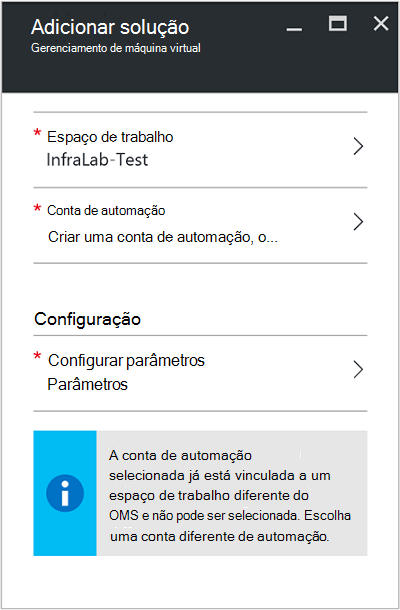 Adicionar solução
Gerenciamento de máquina virtual
* Espaço de trabalho
InfraLab-Test
* Conta de automação
Criar uma conta de automação, o...
Configuração
* Configurar parâmetros
Parâmetros
A conta de automação
selecionada já está vinculada a um
espaço de trabalho diferente do
OMS e não pode ser selecionada. Escolha
uma conta diferente de automação.